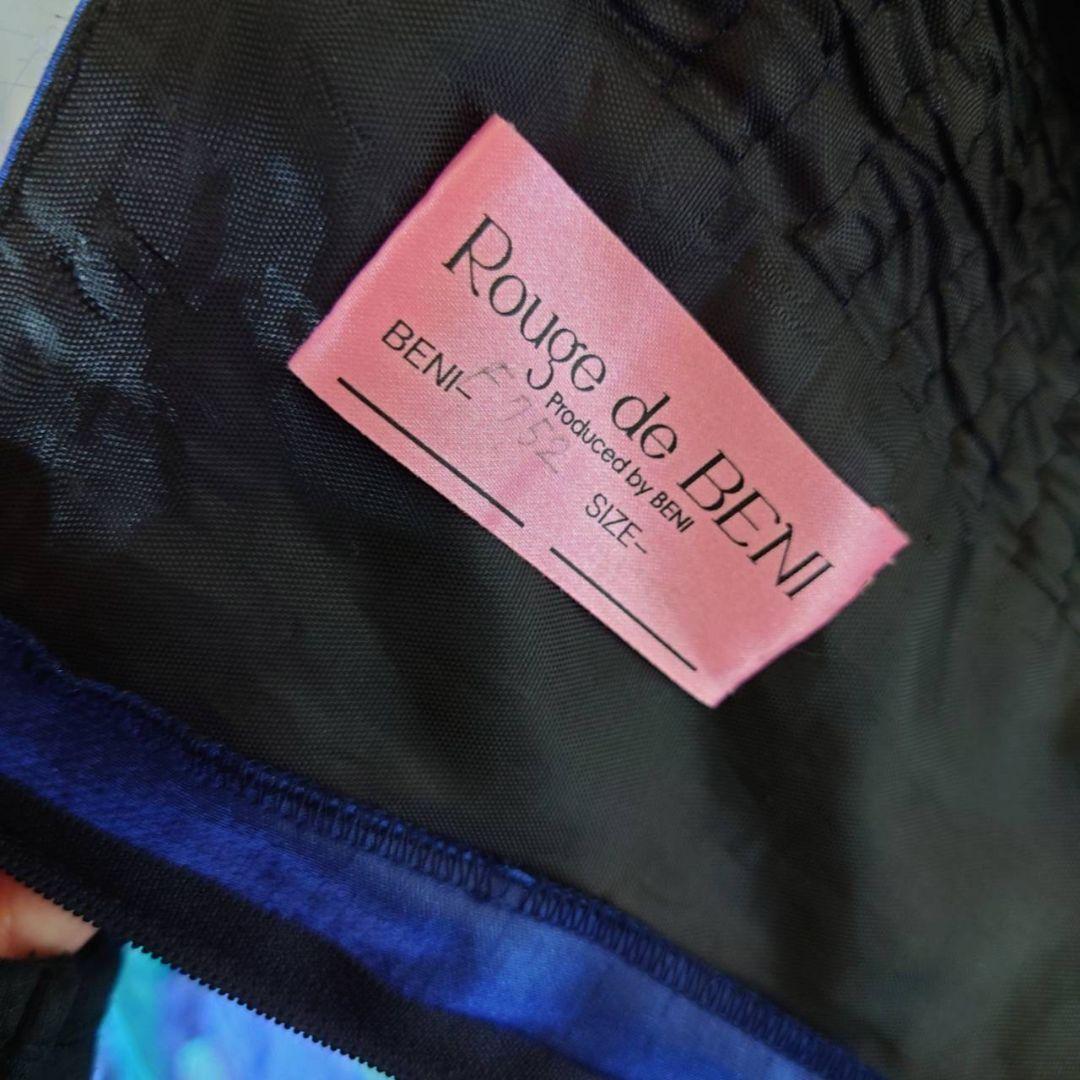 Rouge de BENI
Produced by BENI
BENI-
SIZE-